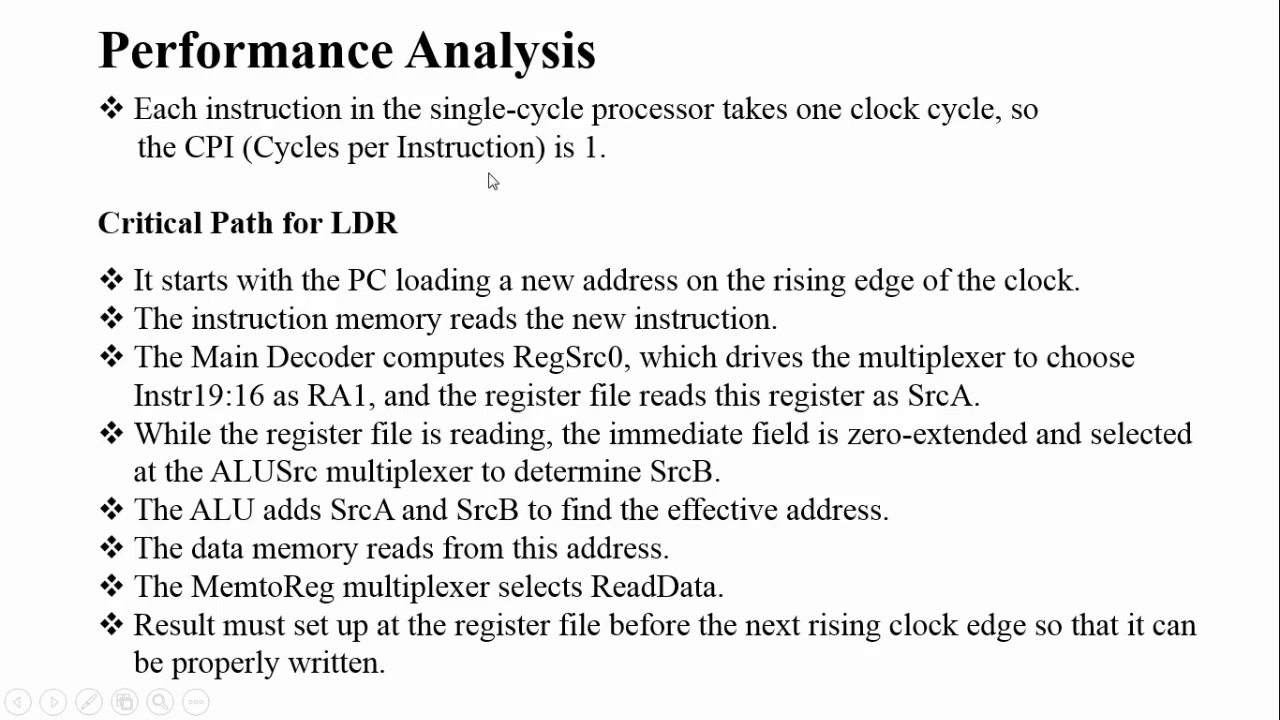 Performance Analysis
❖ Each instruction in the single-cycle processor takes one clock cycle, so
the CPI (Cycles per Instruction) is 1.
Critical Path for LDR
❖ It starts with the PC loading a new address on the rising edge of the clock.
❖ The instruction memory reads the new instruction.
❖ The Main Decoder computes RegSrc0, which drives the multiplexer to choose
Instr19:16 as RA1, and the register file reads this register as SrcA.
❖ While the register file is reading, the immediate field is zero-extended and selected
at the ALUSrc multiplexer to determine SrcB.
❖ The ALU adds SrcA and SrcB to find the effective address.
❖ The data memory reads from this address.
❖ The MemtoReg multiplexer selects ReadData.
❖ Result must set up at the register file before the next rising clock edge so that it can
be properly written.